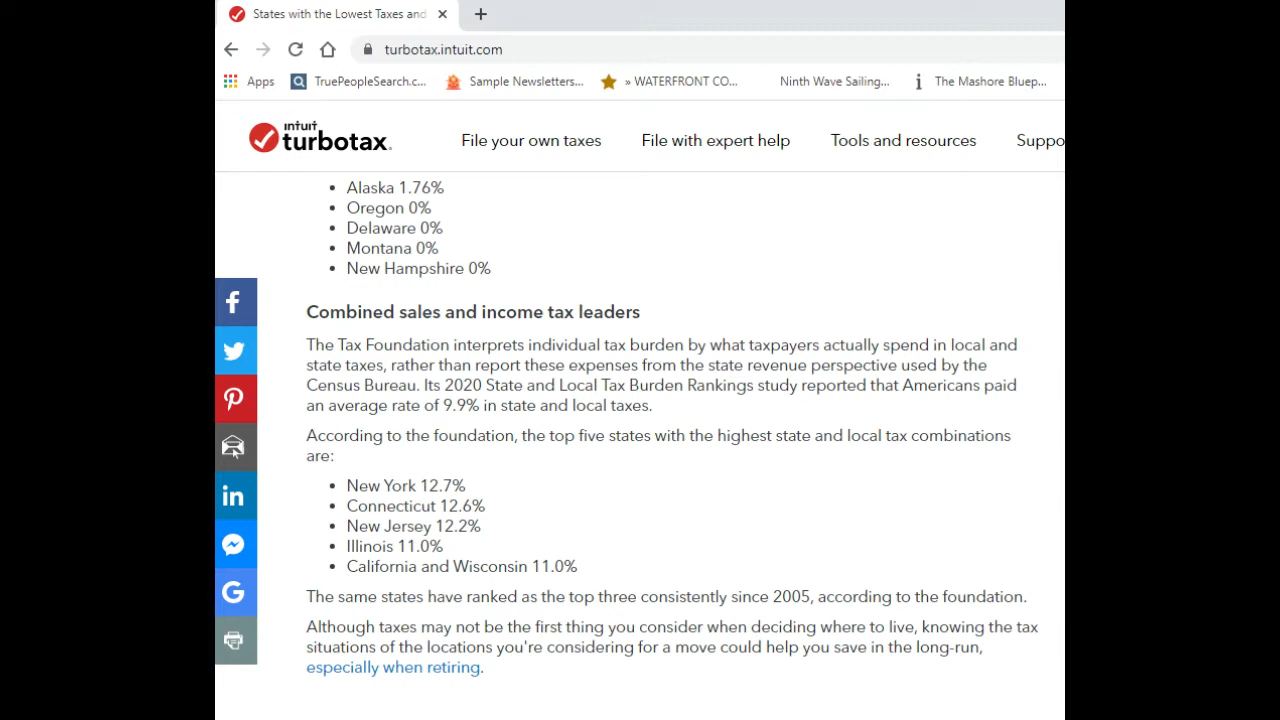 States with the Lowest Taxes and
turbotax.intuit.com
Apps TruePeopleSearch.c... Sample Newsletters... » WATERFRONT CO... Ninth Wave Sailing... The Mashore Bluep...
intuit
turbotax. File your own taxes File with expert help Tools and resources Suppo
• Alaska 1.76%
• Oregon 0%
• Delaware 0%
• Montana 0%
• New Hampshire 0%
Combined sales and income tax leaders
The Tax Foundation interprets individual tax burden by what taxpayers actually spend in local and
state taxes, rather than report these expenses from the state revenue perspective used by the
Census Bureau. Its 2020 State and Local Tax Burden Rankings study reported that Americans paid
an average rate of 9.9% in state and local taxes.
According to the foundation, the top five states with the highest state and local tax combinations
are:
• New York 12.7%
• Connecticut 12.6%
• New Jersey 12.2%
• Illinois 11.0%
• California and Wisconsin 11.0%
The same states have ranked as the top three consistently since 2005, according to the foundation.
Although taxes may not be the first thing you consider when deciding where to live, knowing the tax
situations of the locations you're considering for a move could help you save in the long-run,
especially when retiring.